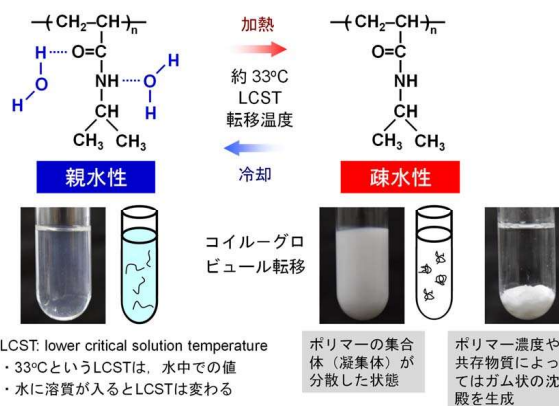 —(CH₂–CH)n—
H O=C
O NH H
H CH O
CH₃ CH₃ H
親水性
加熱
約 33ºC
LCST
転移温度
冷却
—(CH₂–CH)n—
O=C
NH
CH
CH₃ CH₃
疎水性
コイルーグロ
ビュール転移
LCST: lower critical solution temperature
・33ºCというLCSTは，水中での値
・水に溶質が入るとLCSTは変わる
ポリマーの集合
体（凝集体）が
分散した状態
ポリマー濃度や
共存物質によっ
てはガム状の沈
殿を生成